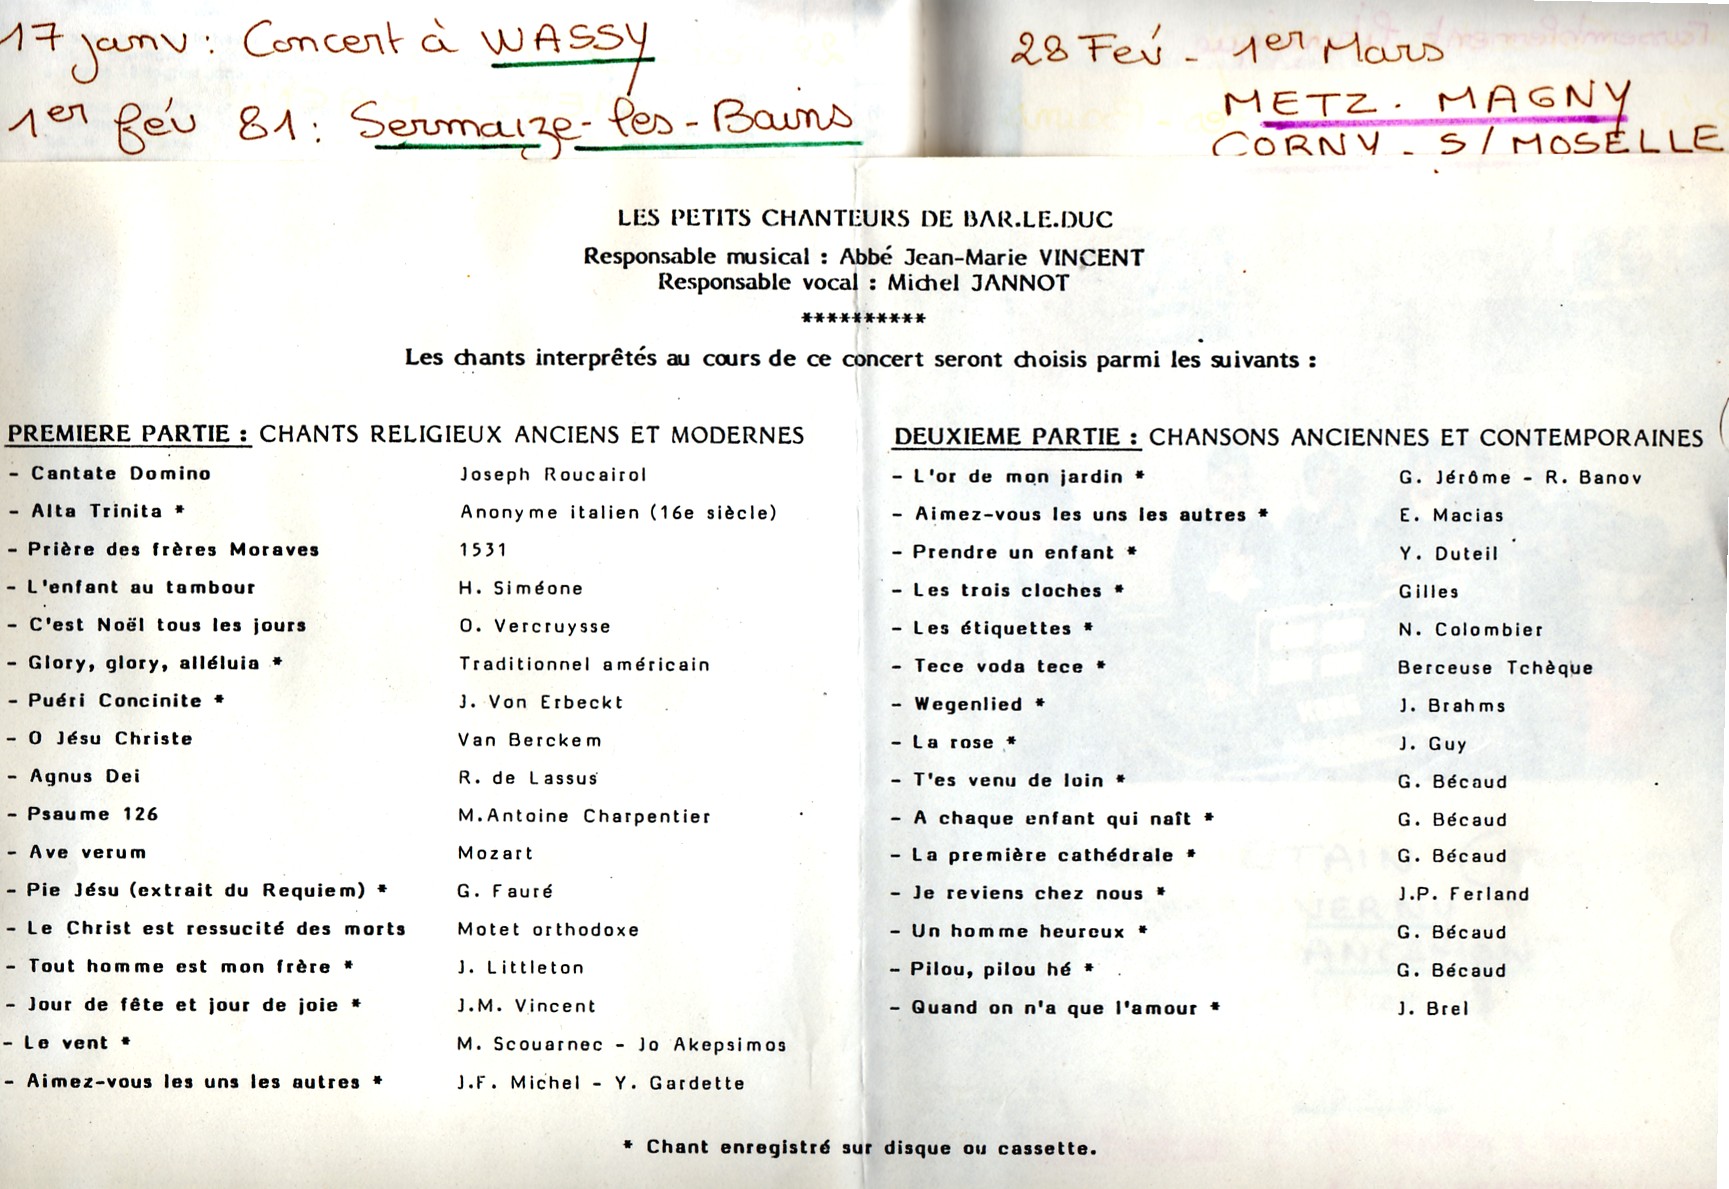 17 janv : Concert à WASSY
1er fév 81 : Sermaize-les-Bains
28 Fév - 1er Mars
METZ. MAGNY
CORNY - S/MOSELLE
LES PETITS CHANTEURS DE BAR.LE.DUC
Responsable musical : Abbé Jean-Marie VINCENT
Responsable vocal : Michel JANNOT
**********
Les chants interprêtés au cours de ce concert seront choisis parmi les suivants :
PREMIERE PARTIE : CHANTS RELIGIEUX ANCIENS ET MODERNES
- Cantate Domino Joseph Roucairol
- Alta Trinita * Anonyme italien (16e siècle)
- Prière des frères Moraves 1531
- L'enfant au tambour H. Siméone
- C'est Noël tous les jours O. Vercruysse
- Glory, glory, alléluia * Traditionnel américain
- Puéri Concinite * J. Von Erbeckt
- O Jésu Christe Van Berckem
- Agnus Dei R. de Lassus
- Psaume 126 M.Antoine Charpentier
- Ave verum Mozart
- Pie Jésu (extrait du Requiem) * G. Fauré
- Le Christ est ressucité des morts Motet orthodoxe
- Tout homme est mon frère * J. Littleton
- Jour de fête et jour de joie * J.M. Vincent
- Le vent * M. Scouarnec - Jo Akepsimos
- Aimez-vous les uns les autres * J.F. Michel - Y. Gardette
DEUXIEME PARTIE : CHANSONS ANCIENNES ET CONTEMPORAINES
- L'or de mon jardin * G. Jérôme - R. Banov
- Aimez-vous les uns les autres * E. Macias
- Prendre un enfant * Y. Duteil
- Les trois cloches * Gilles
- Les étiquettes * N. Colombier
- Tece voda tece * Berceuse Tchèque
- Wegenlied * J. Brahms
- La rose * J. Guy
- T'es venu de loin * G. Bécaud
- A chaque enfant qui naît * G. Bécaud
- La première cathédrale * G. Bécaud
- Je reviens chez nous * J.P. Ferland
- Un homme heureux * G. Bécaud
- Pilou, pilou hé * G. Bécaud
- Quand on n'a que l'amour * J. Brel
* Chant enregistré sur disque ou cassette.